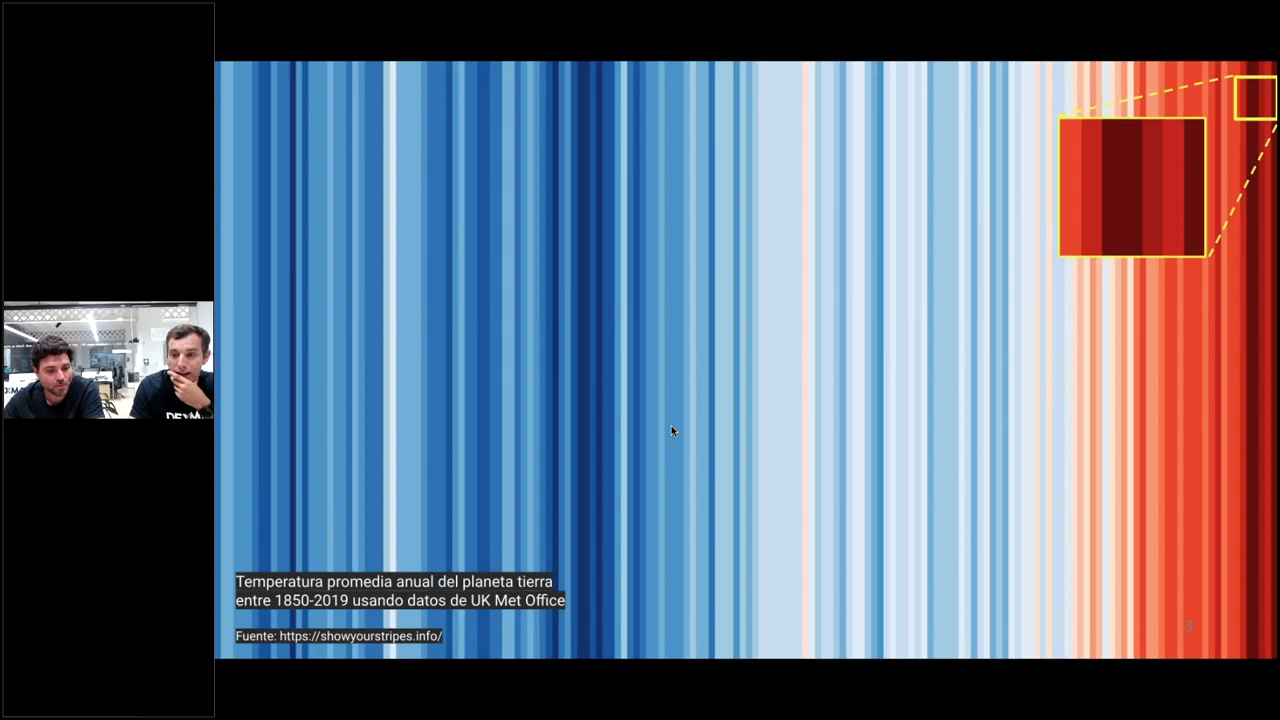 Temperatura promedia anual del planeta tierra
entre 1850-2019 usando datos de UK Met Office
Fuente: https://showyourstripes.info/
3